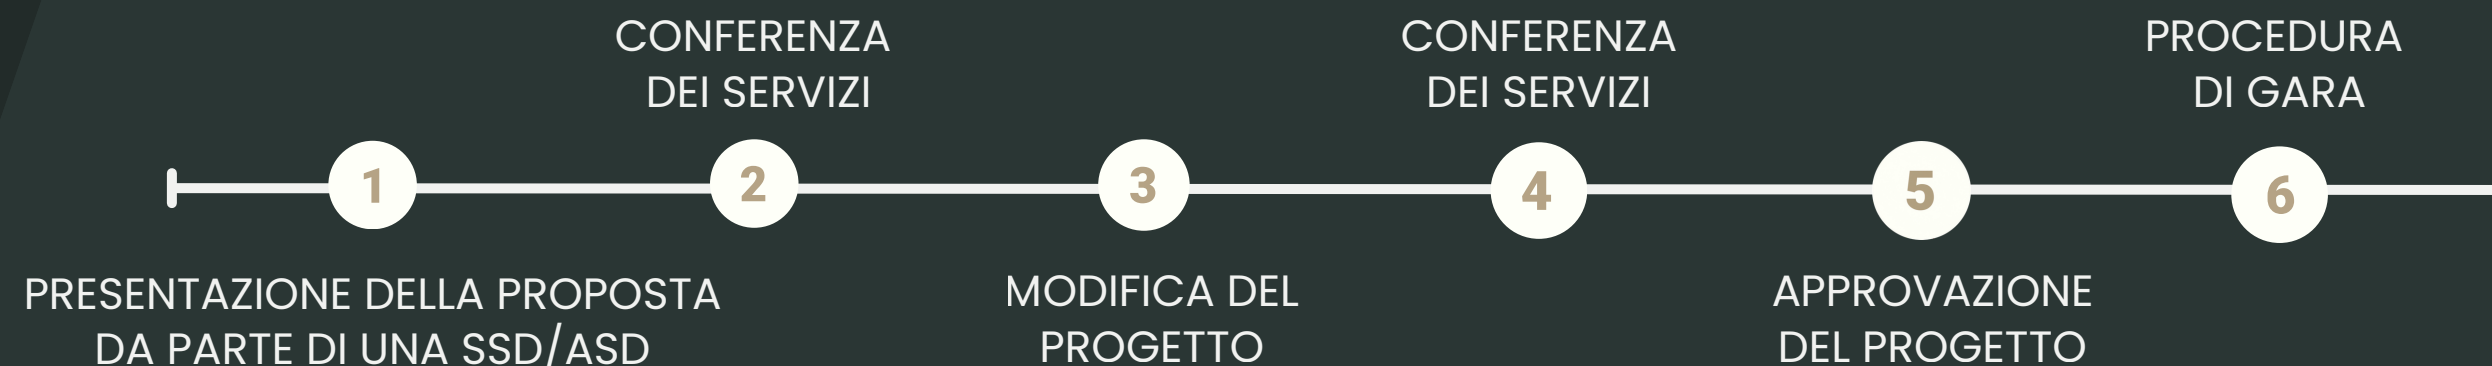 1
PRESENTAZIONE DELLA PROPOSTA
DA PARTE DI UNA SSD/ASD
CONFERENZA
DEI SERVIZI
2
3
MODIFICA DEL
PROGETTO
CONFERENZA
DEI SERVIZI
4
5
APPROVAZIONE
DEL PROGETTO
PROCEDURA
DI GARA
6